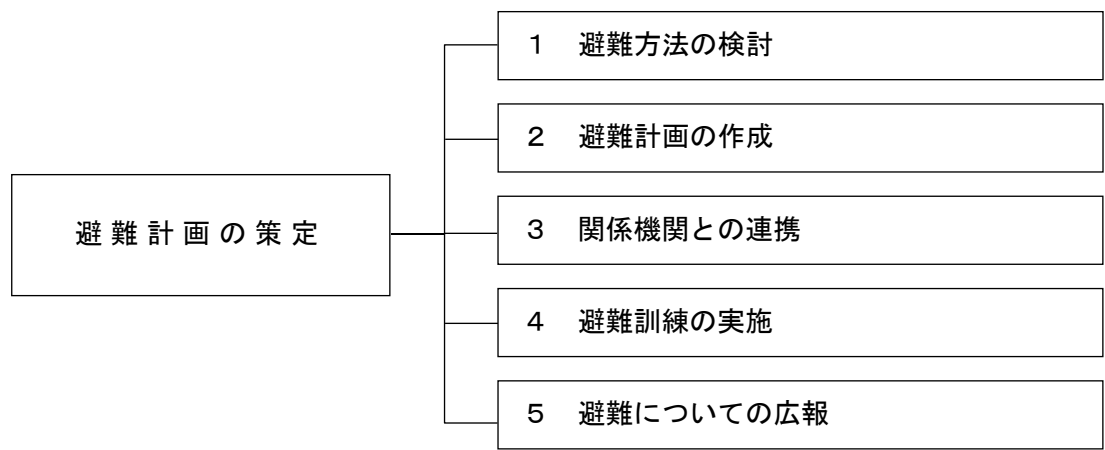 避難計画の策定
１　避難方法の検討
２　避難計画の作成
３　関係機関との連携
４　避難訓練の実施
５　避難についての広報